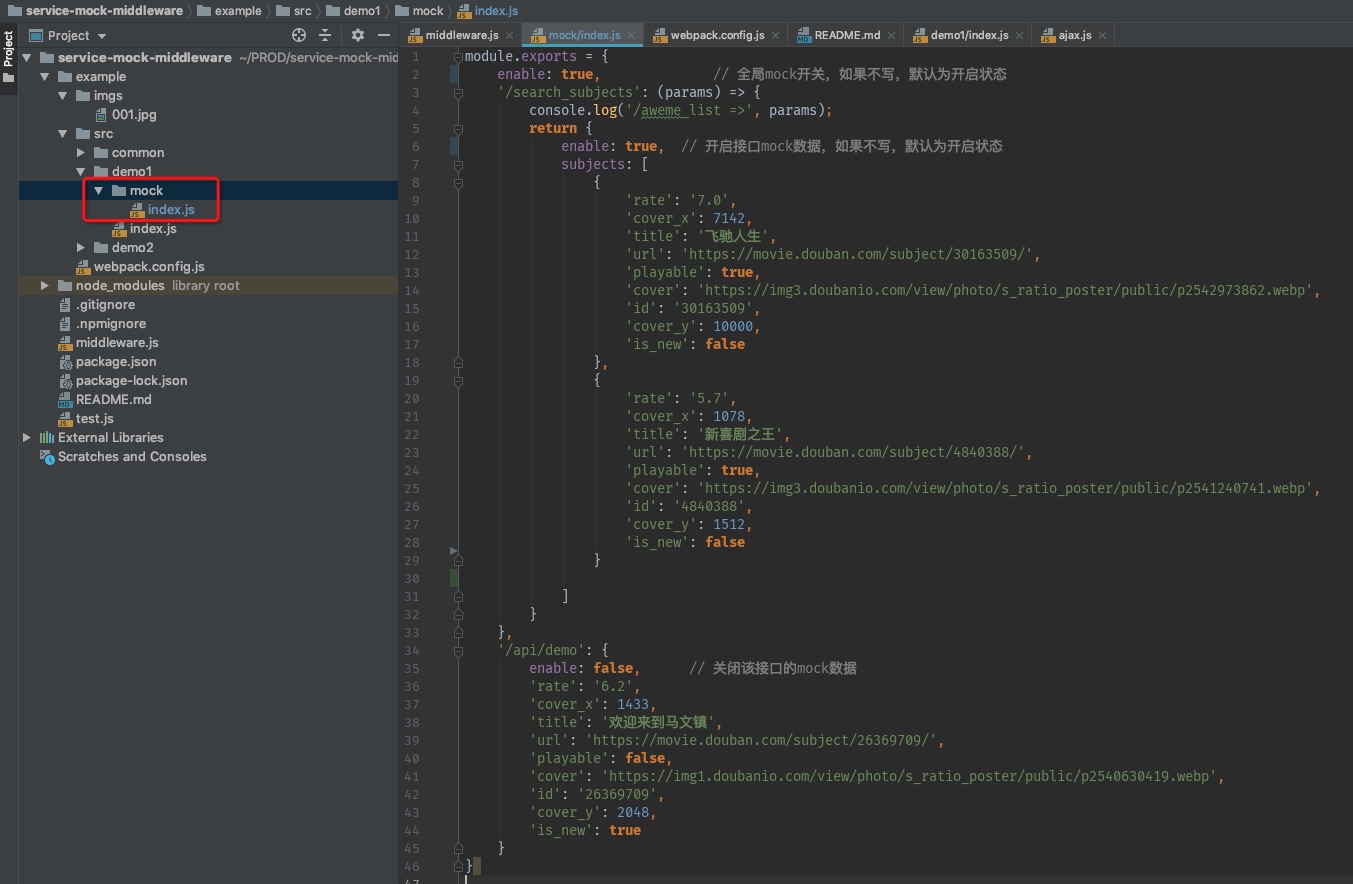 service-mock-middleware example src demo1 mock index.js
Project
Project
middleware.js mock/index.js webpack.config.js README.md demo1/index.js ajax.js
service-mock-middleware ~/PROD/service-mock-mid
example
imgs
001.jpg
src
common
demo1
mock
index.js
index.js
demo2
webpack.config.js
node_modules library root
.gitignore
.npmignore
middleware.js
package.json
package-lock.json
README.md
test.js
External Libraries
Scratches and Consoles
1 module.exports = {
2 enable: true, // 全局mock开关，如果不写，默认为开启状态
3 '/search_subjects': (params) => {
4 console.log('/aweme_list =>', params);
5 return {
6 enable: true, // 开启接口mock数据，如果不写，默认为开启状态
7 subjects: [
8 {
9 'rate': '7.0',
10 'cover_x': 7142,
11 'title': '飞驰人生',
12 'url': 'https://movie.douban.com/subject/30163509/',
13 'playable': true,
14 'cover': 'https://img3.doubanio.com/view/photo/s_ratio_poster/public/p2542973862.webp',
15 'id': '30163509',
16 'cover_y': 10000,
17 'is_new': false
18 },
19 {
20 'rate': '5.7',
21 'cover_x': 1078,
22 'title': '新喜剧之王',
23 'url': 'https://movie.douban.com/subject/4840388/',
24 'playable': true,
25 'cover': 'https://img3.doubanio.com/view/photo/s_ratio_poster/public/p2541240741.webp',
26 'id': '4840388',
27 'cover_y': 1512,
28 'is_new': false
29 }
30
31 ]
32 }
33 },
34 '/api/demo': {
35 enable: false, // 关闭该接口的mock数据
36 'rate': '6.2',
37 'cover_x': 1433,
38 'title': '欢迎来到马文镇',
39 'url': 'https://movie.douban.com/subject/26369709/',
40 'playable': false,
41 'cover': 'https://img1.doubanio.com/view/photo/s_ratio_poster/public/p2540630419.webp',
42 'id': '26369709',
43 'cover_y': 2048,
44 'is_new': true
45 }
46 }
47